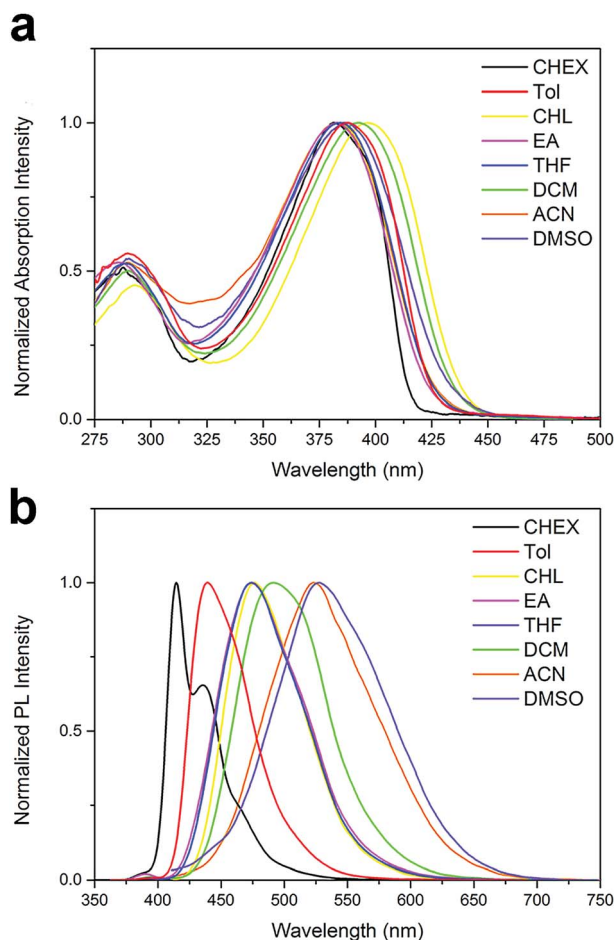 a
Normalized Absorption Intensity
1.0
0.5
0.0
275 300 325 350 375 400 425 450 475 500
Wavelength (nm)
CHEX
Tol
CHL
EA
THF
DCM
ACN
DMSO
b
Normalized PL Intensity
1.0
0.5
0.0
350 400 450 500 550 600 650 700 750
Wavelength (nm)
CHEX
Tol
CHL
EA
THF
DCM
ACN
DMSO